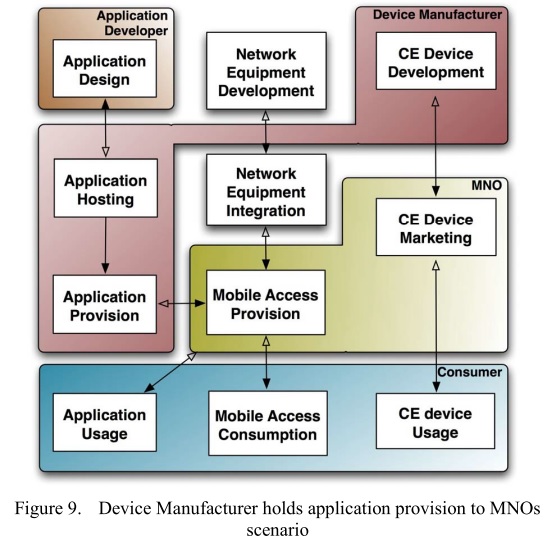 Application
Developer
Device Manufacturer
Application
Design
Network
Equipment
Development
CE Device
Development
Application
Hosting
Network
Equipment
Integration
MNO
CE Device
Marketing
Application
Provision
Mobile Access
Provision
Consumer
Application
Usage
Mobile Access
Consumption
CE device
Usage
Figure 9. Device Manufacturer holds application provision to MNOs
scenario